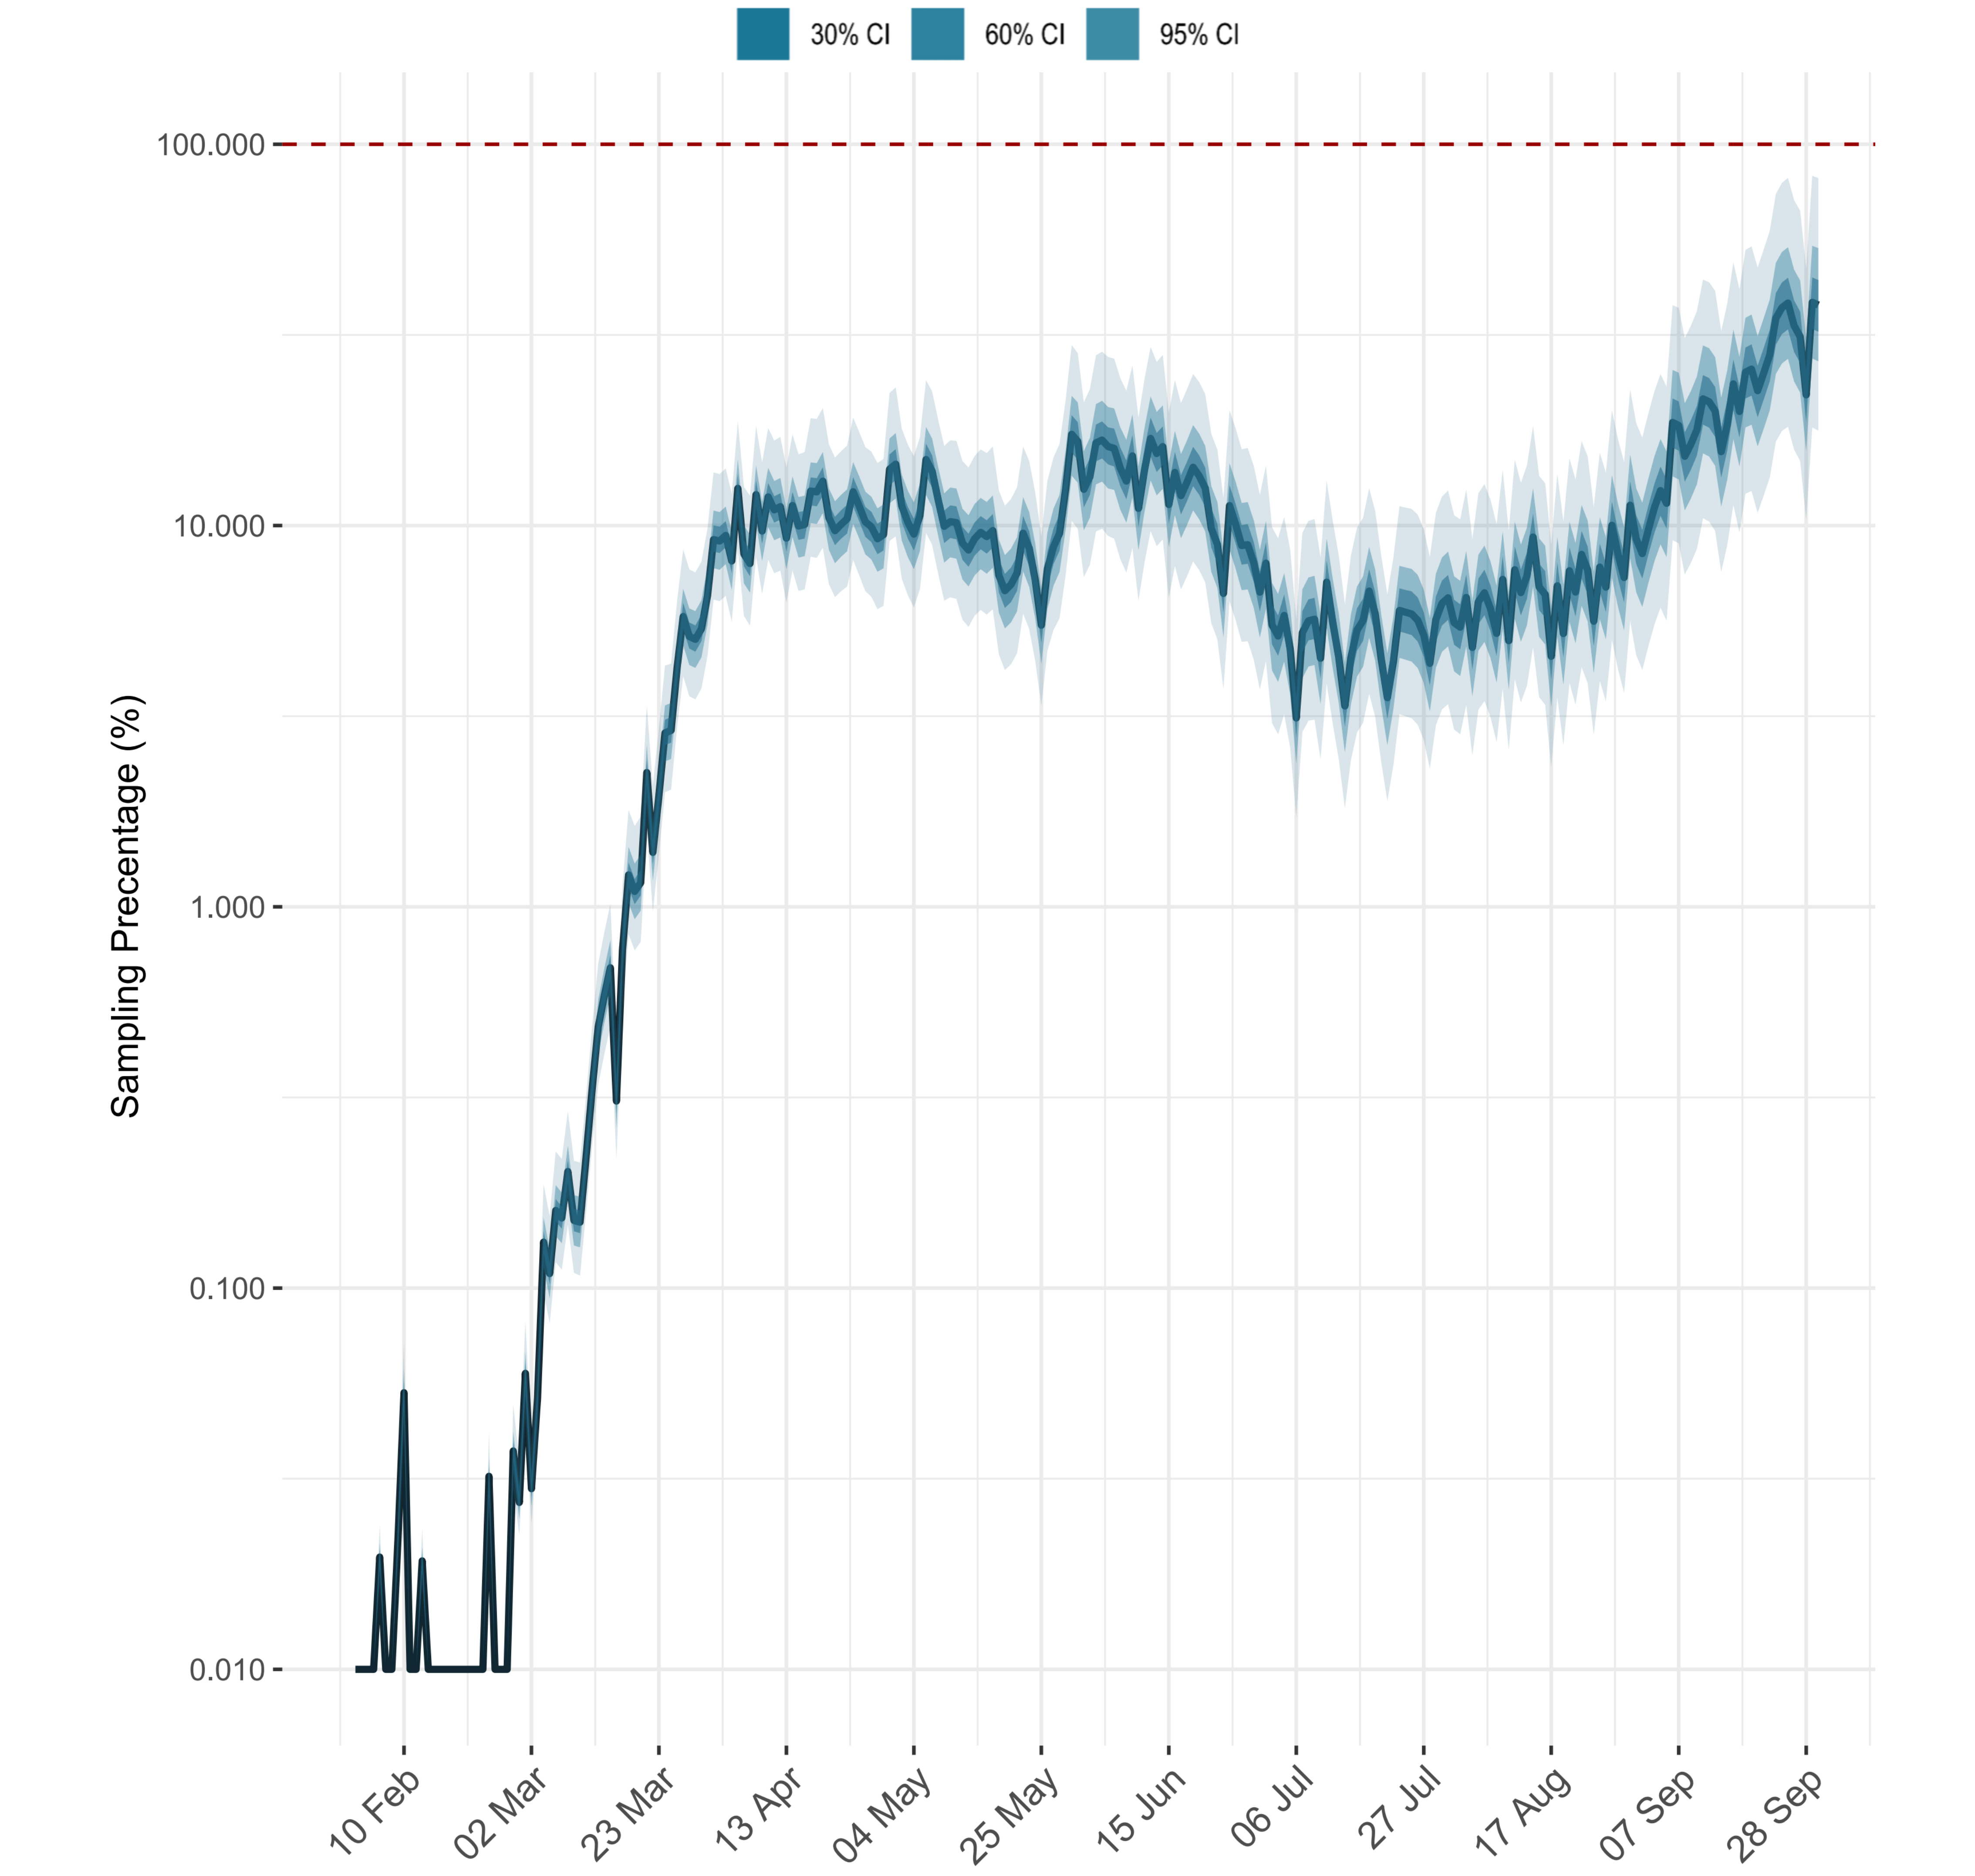 30% CI 60% CI 95% CI
Sampling Precentage (%)
100.000
10.000
1.000
0.100
0.010
10 Feb 02 Mar 23 Mar 13 Apr 04 May 25 May 15 Jun 06 Jul 27 Jul 17 Aug 07 Sep 28 Sep